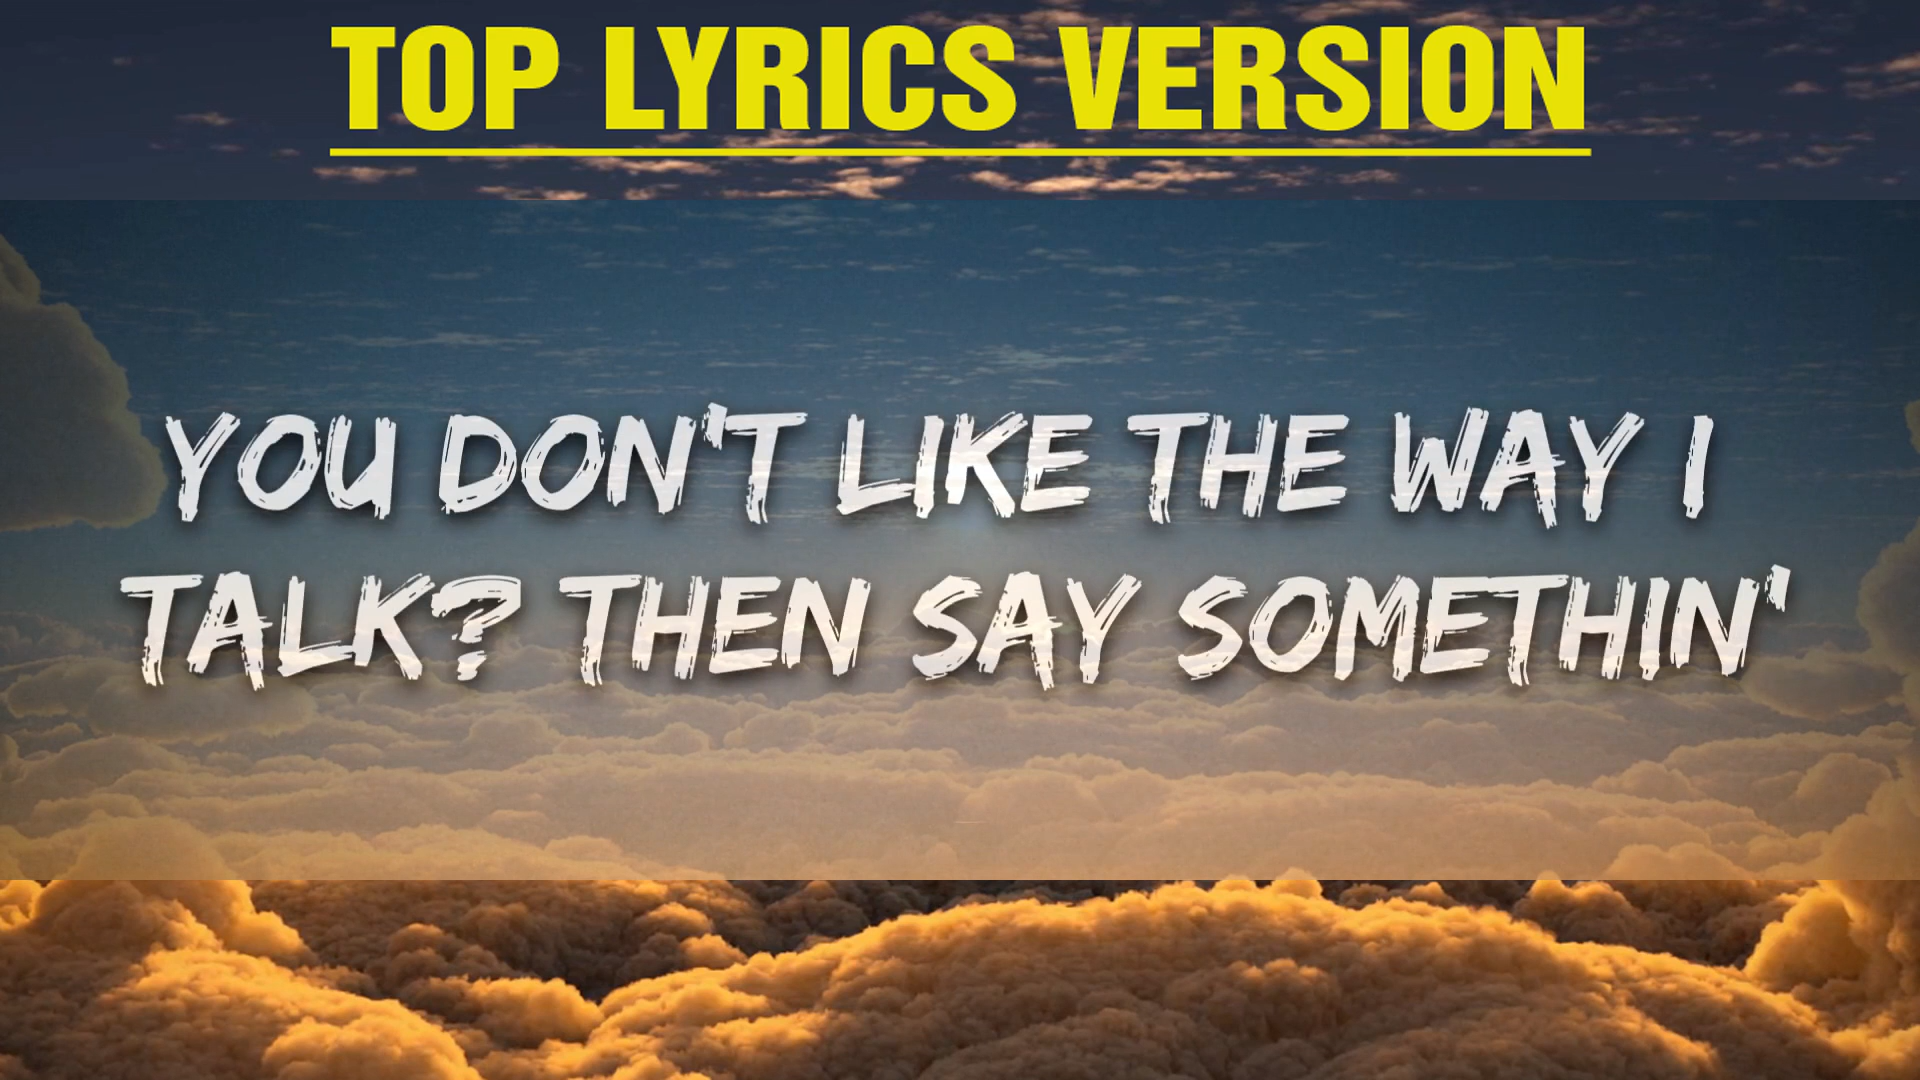 TOP LYRICS VERSION
YOU DON'T LIKE THE WAY I
TALK? THEN SAY SOMETHIN'